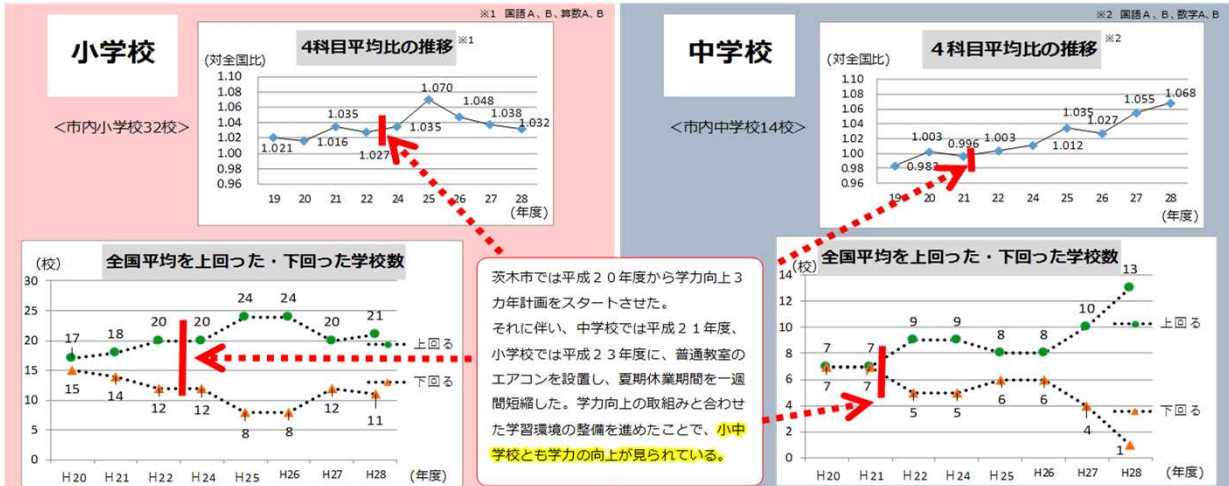 ※1 国語A、B、算数A、B
小学校
4科目平均比の推移 ※1
(対全国比)
<市内小学校32校>
1.10
1.08
1.06
1.04
1.02
1.00
0.98
0.96
1.021
1.016
1.035
1.027
1.035
1.070
1.048
1.038
1.032
19 20 21 22 24 25 26 27 28
(年度)
全国平均を上回った・下回った学校数
(校)
30
25
20
15
10
5
0
17 18 20 20 24 24 20 21
上回る
15 14 12 12 8 8 12 11
下回る
H20 H21 H22 H24 H25 H26 H27 H28 (年度)
茨木市では平成20年度から学力向上3
カ年計画をスタートさせた。
それに伴い、中学校では平成21年度、
小学校では平成23年度に、普通教室の
エアコンを設置し、夏期休業期間を一週
間短縮した。学力向上の取組みと合わせ
た学習環境の整備を進めたことで、小中
学校とも学力の向上が見られている。
※2 国語A、B、数学A、B
中学校
4科目平均比の推移 ※2
(対全国比)
<市内中学校14校>
1.10
1.08
1.06
1.04
1.02
1.00
0.98
0.96
1.003
0.996
1.003
1.012
1.035
1.027
1.055
1.068
19 20 21 22 24 25 26 27 28
(年度)
全国平均を上回った・下回った学校数
(校)
14
12
10
8
6
4
2
0
7 7 9 9 8 8 10 13
上回る
7 7 5 5 6 6 4 1
下回る
H20 H21 H22 H24 H25 H26 H27 H28 (年度)